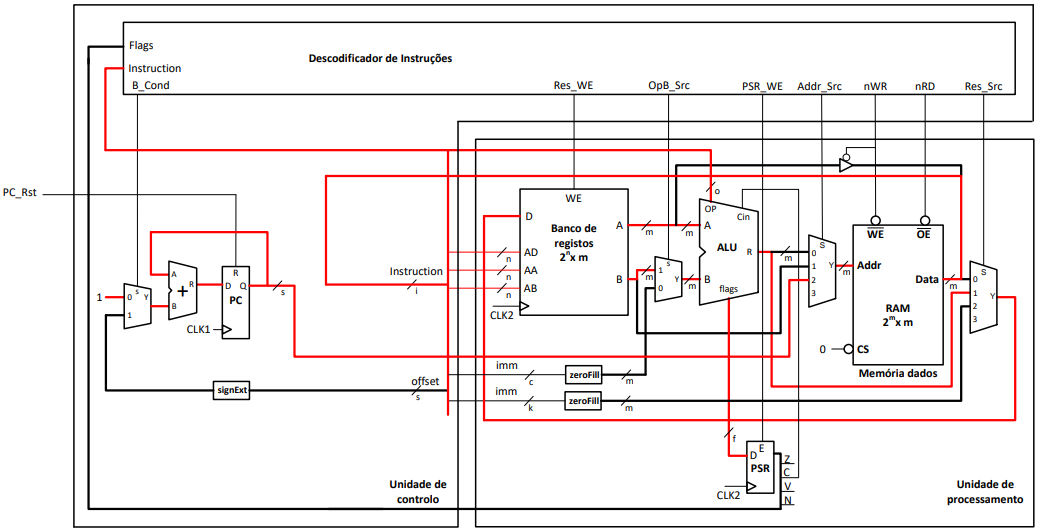 Flags
Descodificador de Instruções
Instruction
B_Cond
Res_WE
OpB_Src
PSR_WE
Addr_Src
nWR
nRD
Res_Src
PC_Rst
o
WE
OP
Cin
WE
OE
D
Banco de
registos
2ⁿx m
A
m
m
A
ALU
R
m
S
0
1
2
3
Y
m
Addr
Data
m
RAM
2ᵐx m
S
0
1
2
3
Y
AD
n
AA
n
AB
n
B
m
S
1
0
Y
m
B
flags
CLK2
Instruction
i
A
+
R
B
R
D
Q
PC
s
CLK1
1
S
0
Y
1
0
CS
Memória dados
imm
c
zeroFill
m
signExt
offset
s
imm
k
zeroFill
m
f
E
D
PSR
CLK2
Z
C
V
N
Unidade de
controlo
Unidade de
processamento